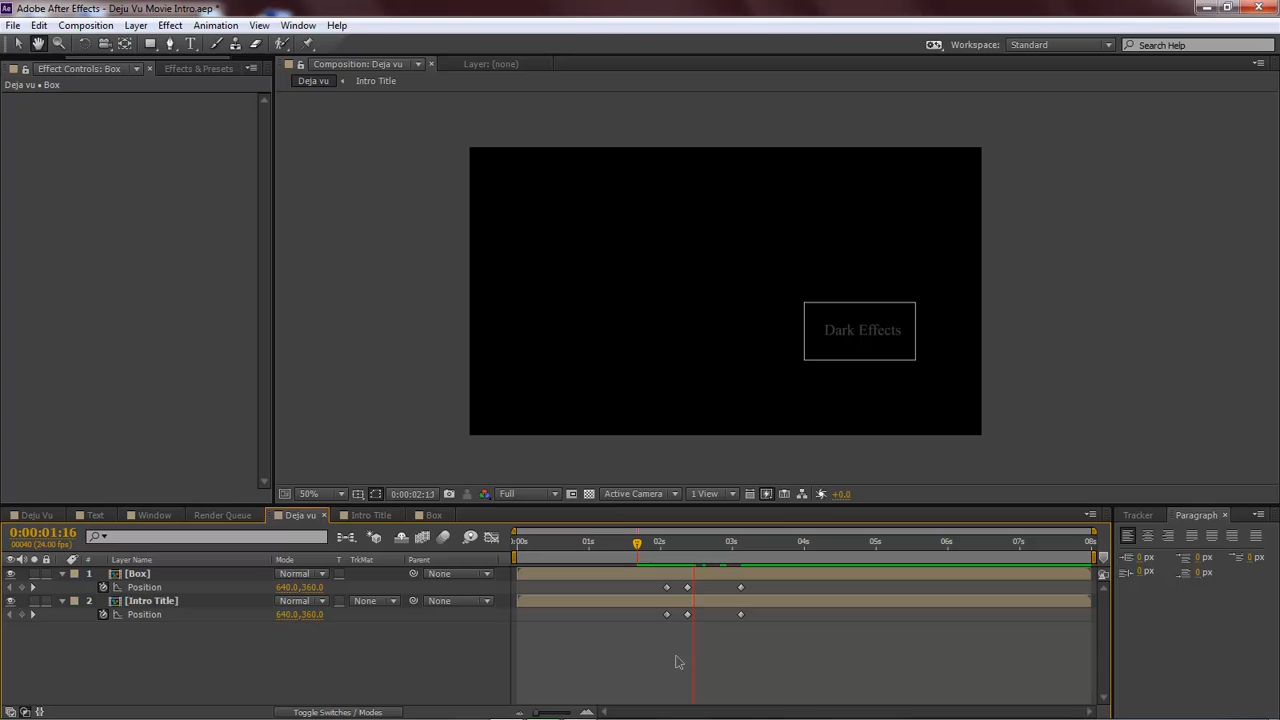 Adobe After Effects - Deju Vu Movie Intro.aep *
File Edit Composition Layer Effect Animation View Window Help
Workspace: Standard Search Help
Effect Controls: Box Effects & Presets Composition: Deja vu Layer: (none)
Deja vu • Box Deja vu Intro Title
Dark Effects
50% 0:00:02:13 Full Active Camera 1 View +0.0
Deju Vu Text Window Render Queue Deja vu Intro Title Box Tracker Paragraph
0:00:01:16
00040 (24.00 fps)
:00s 01s 02s 03s 04s 05s 06s 07s 08s
# Layer Name Mode T TrkMat Parent
1 [Box] Normal None
Position 640.0,360.0
2 [Intro Title] Normal None None
Position 640.0,360.0
0 px 0 px 0 px
0 px 0 px
Toggle Switches / Modes